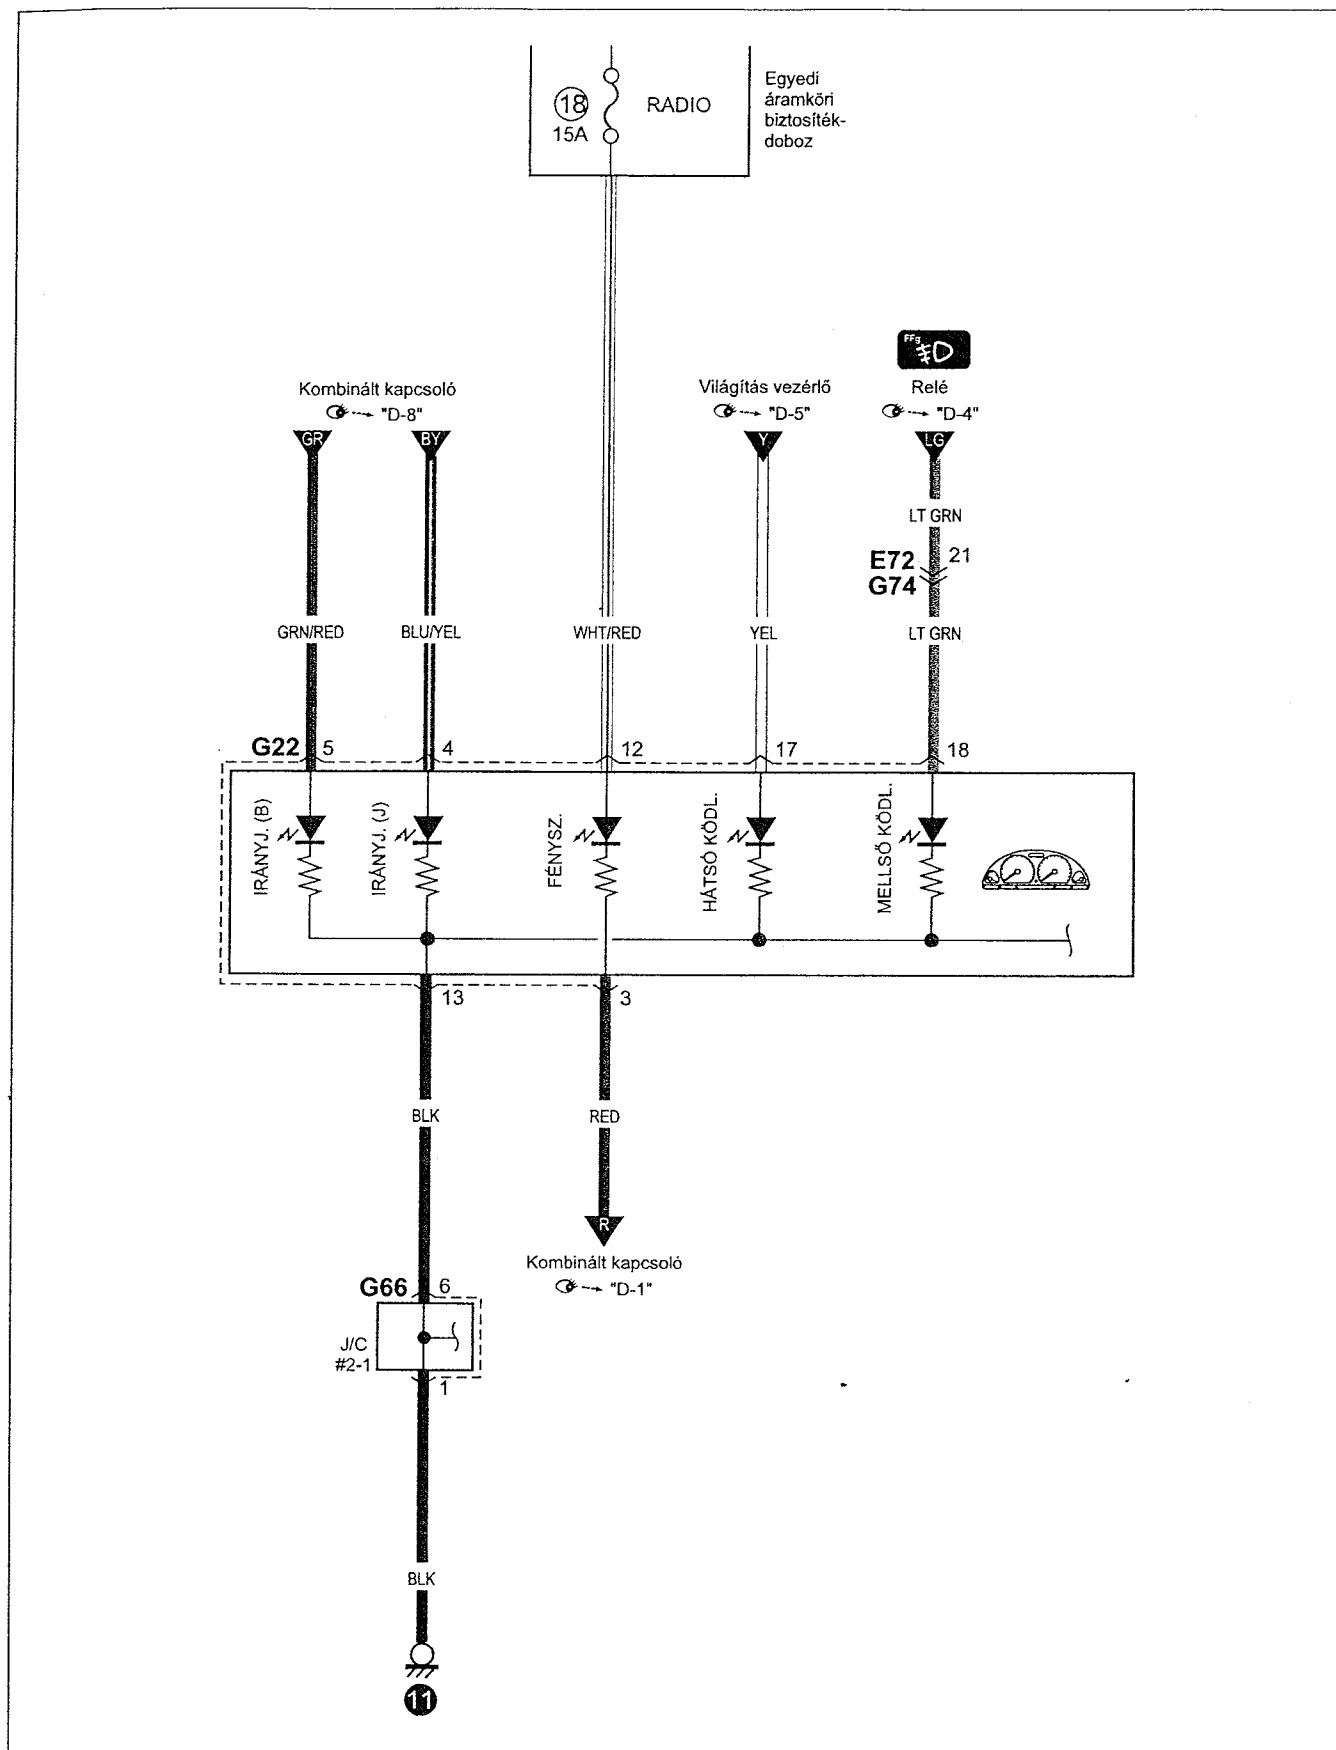 18
15A
RADIO
Egyedi
áramköri
biztosíték-
doboz
FFg
Kombinált kapcsoló
"D-8"
Világítás vezérlő
"D-5"
Relé
"D-4"
GR
BY
Y
LG
LT GRN
E72 21
G74
GRN/RED
BLU/YEL
WHT/RED
YEL
LT GRN
G22 5
4
12
17
18
IRÁNYJ. (B)
IRÁNYJ. (J)
FÉNYSZ.
HÁTSÓ KÖDL.
MELLSŐ KÖDL.
13
3
BLK
RED
R
Kombinált kapcsoló
"D-1"
G66 6
J/C
#2-1
1
BLK
11